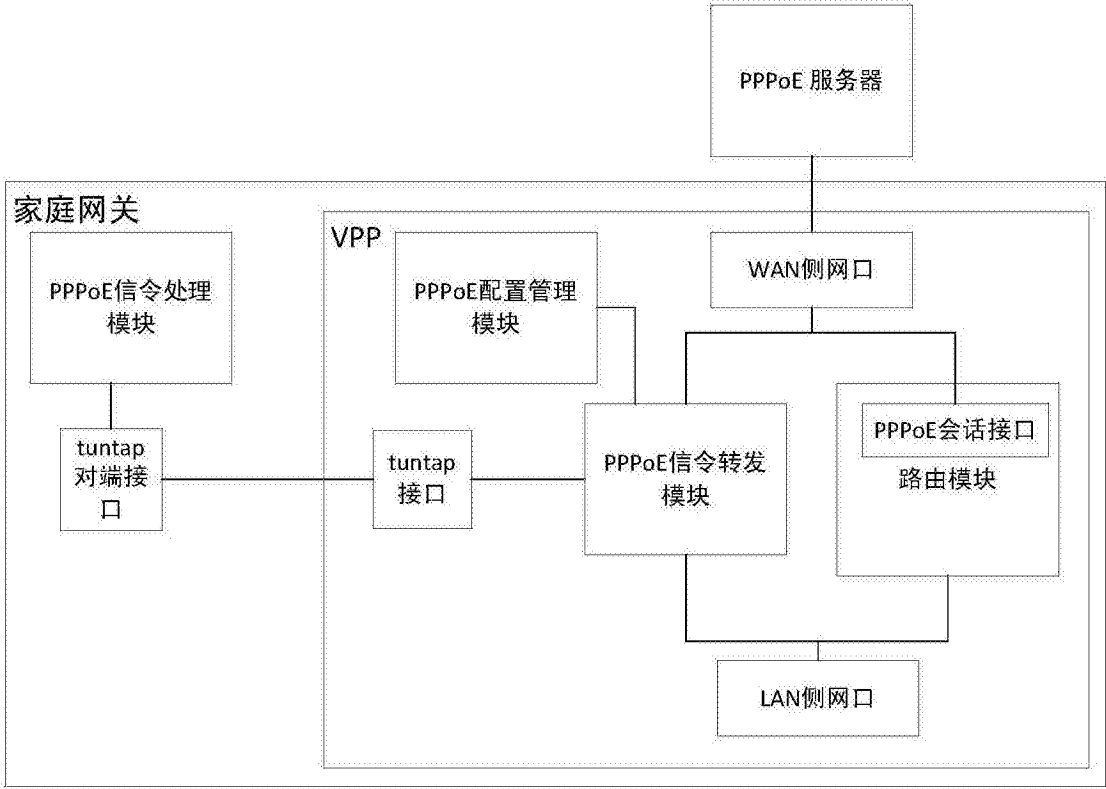 PPPoE 服务器
家庭网关
VPP
PPPoE信令处理
模块
PPPoE配置管理
模块
WAN侧网口
tuntap
对端接
口
tuntap
接口
PPPoE信令转发
模块
PPPoE会话接口
路由模块
LAN侧网口